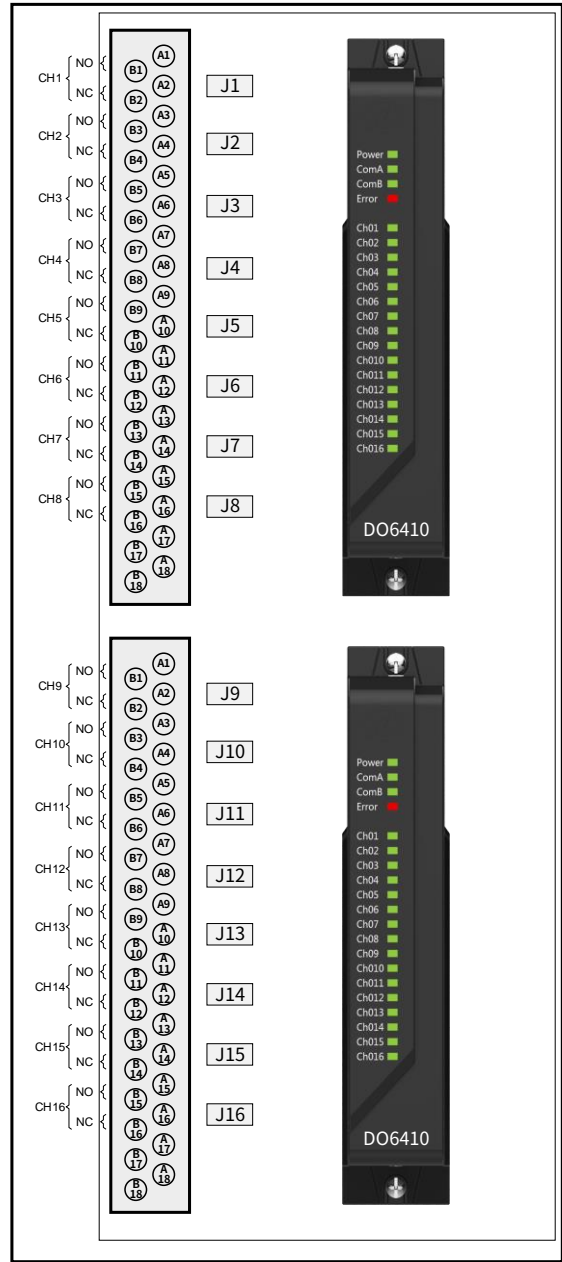 CH1
NO
NC
CH2
NO
NC
CH3
NO
NC
CH4
NO
NC
CH5
NO
NC
CH6
NO
NC
CH7
NO
NC
CH8
NO
NC
A1
B1
A2
B2
A3
B3
A4
B4
A5
B5
A6
B6
A7
B7
A8
B8
A9
B9
A10
B10
A11
B11
A12
B12
A13
B13
A14
B14
A15
B15
A16
B16
A17
B17
A18
B18
J1
J2
J3
J4
J5
J6
J7
J8
Power
ComA
ComB
Error
Ch01
Ch02
Ch03
Ch04
Ch05
Ch06
Ch07
Ch08
Ch09
Ch010
Ch011
Ch012
Ch013
Ch014
Ch015
Ch016
DO6410
CH9
NO
NC
CH10
NO
NC
CH11
NO
NC
CH12
NO
NC
CH13
NO
NC
CH14
NO
NC
CH15
NO
NC
CH16
NO
NC
A1
B1
A2
B2
A3
B3
A4
B4
A5
B5
A6
B6
A7
B7
A8
B8
A9
B9
A10
B10
A11
B11
A12
B12
A13
B13
A14
B14
A15
B15
A16
B16
A17
B17
A18
B18
J9
J10
J11
J12
J13
J14
J15
J16
Power
ComA
ComB
Error
Ch01
Ch02
Ch03
Ch04
Ch05
Ch06
Ch07
Ch08
Ch09
Ch010
Ch011
Ch012
Ch013
Ch014
Ch015
Ch016
DO6410